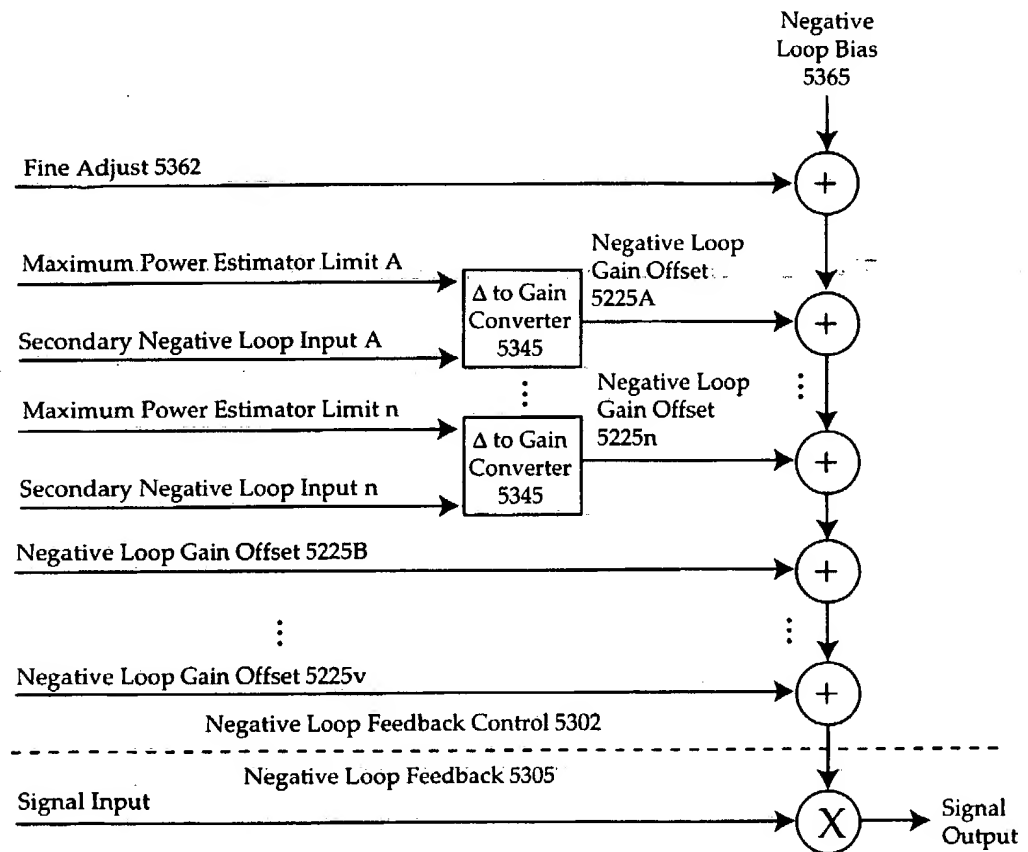 Negative
Loop Bias
5365
Fine Adjust 5362
+
Maximum Power Estimator Limit A
Negative Loop
Gain Offset
5225A
Δ to Gain
Converter
5345
+
Secondary Negative Loop Input A
⋮
Maximum Power Estimator Limit n
Negative Loop
Gain Offset
5225n
⋮
Δ to Gain
Converter
5345
+
Secondary Negative Loop Input n
Negative Loop Gain Offset 5225B
+
⋮
⋮
Negative Loop Gain Offset 5225v
+
Negative Loop Feedback Control 5302
Negative Loop Feedback 5305
Signal Input
X
Signal
Output